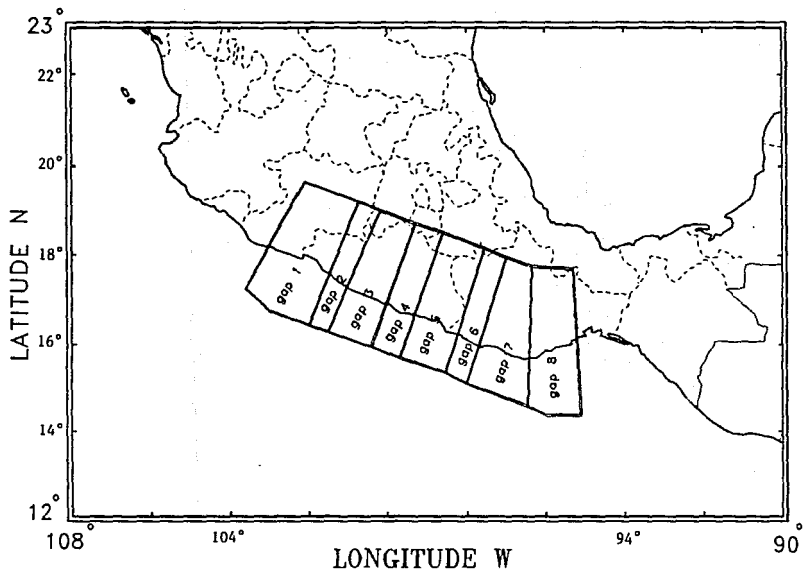 23°
22°
20°
18°
16°
14°
12°
LATITUDE N
gap 1
gap 2
gap 3
gap 4
gap 5
gap 6
gap 7
gap 8
108°
104°
94°
90°
LONGITUDE W